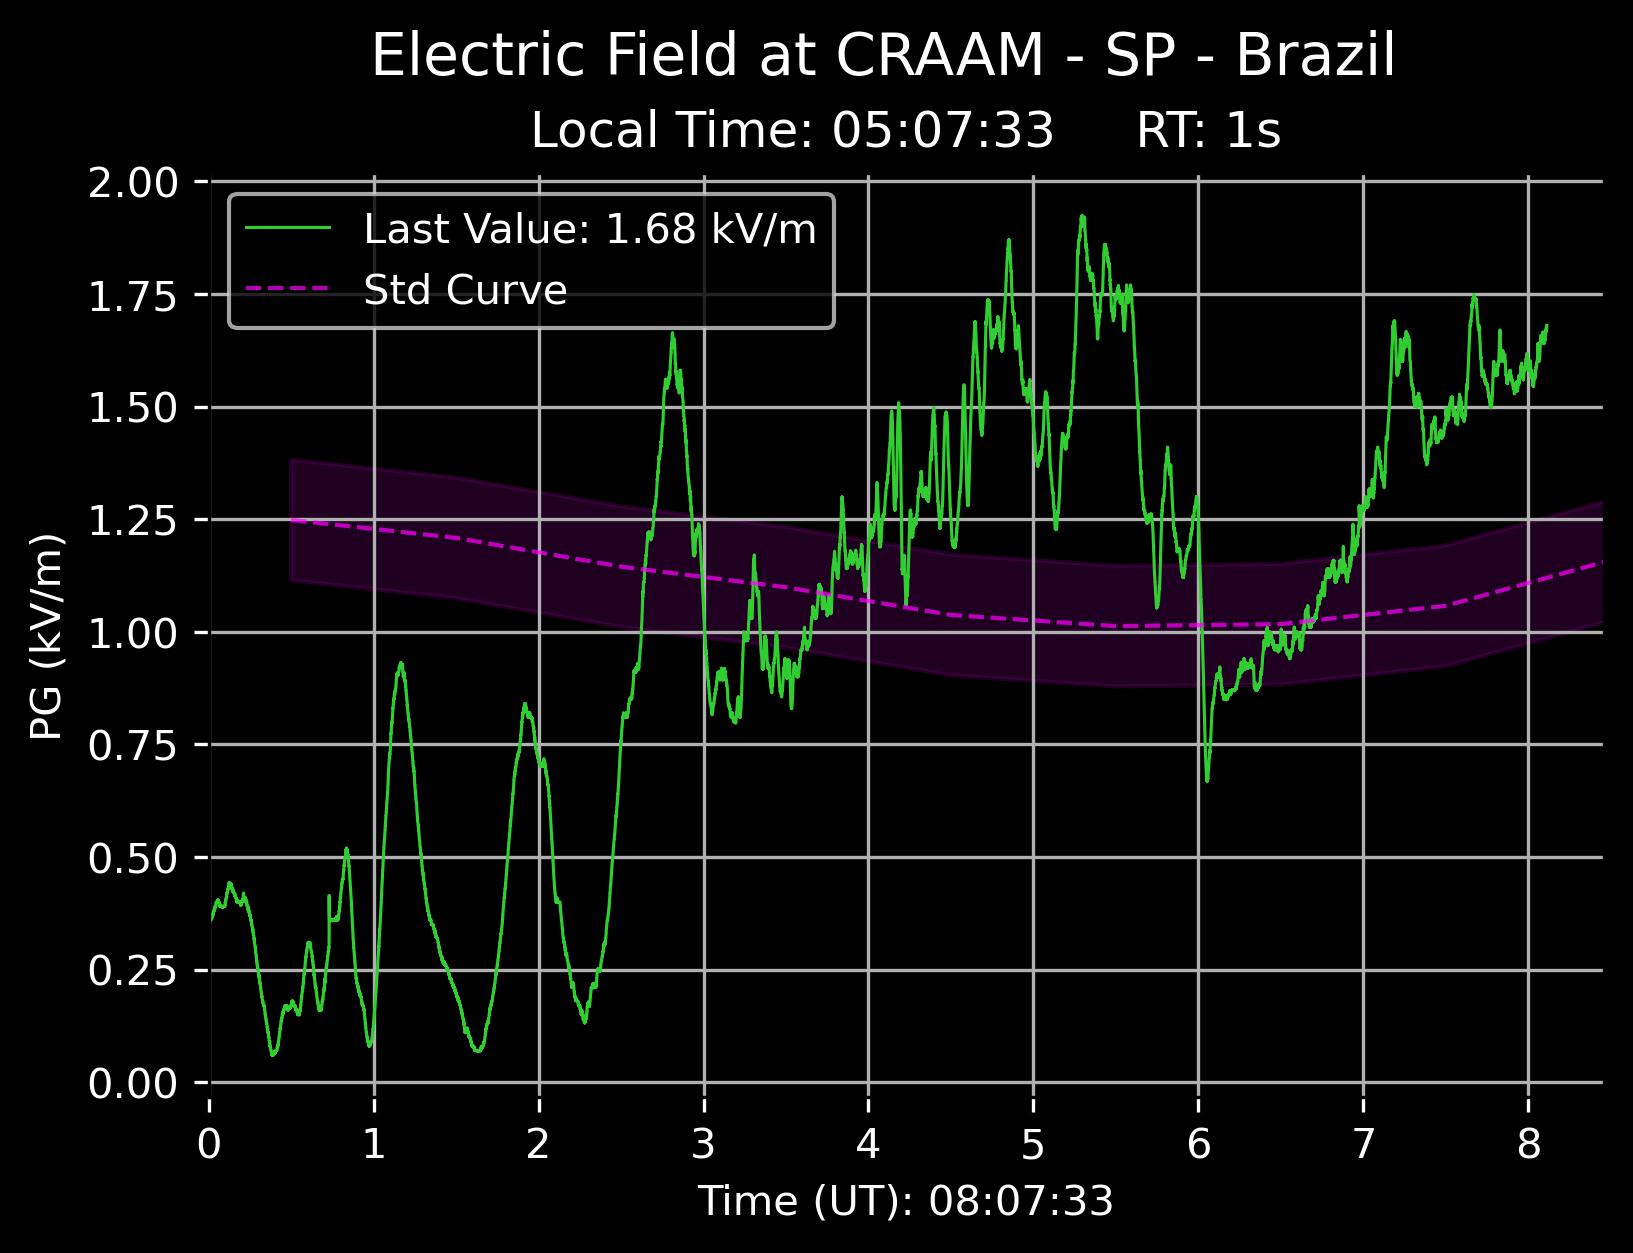 Electric Field at CRAAM - SP - Brazil
Local Time: 05:07:33 RT: 1s
Last Value: 1.68 kV/m
Std Curve
2.00
1.75
1.50
1.25
1.00
0.75
0.50
0.25
0.00
PG (kV/m)
0 1 2 3 4 5 6 7 8
Time (UT): 08:07:33